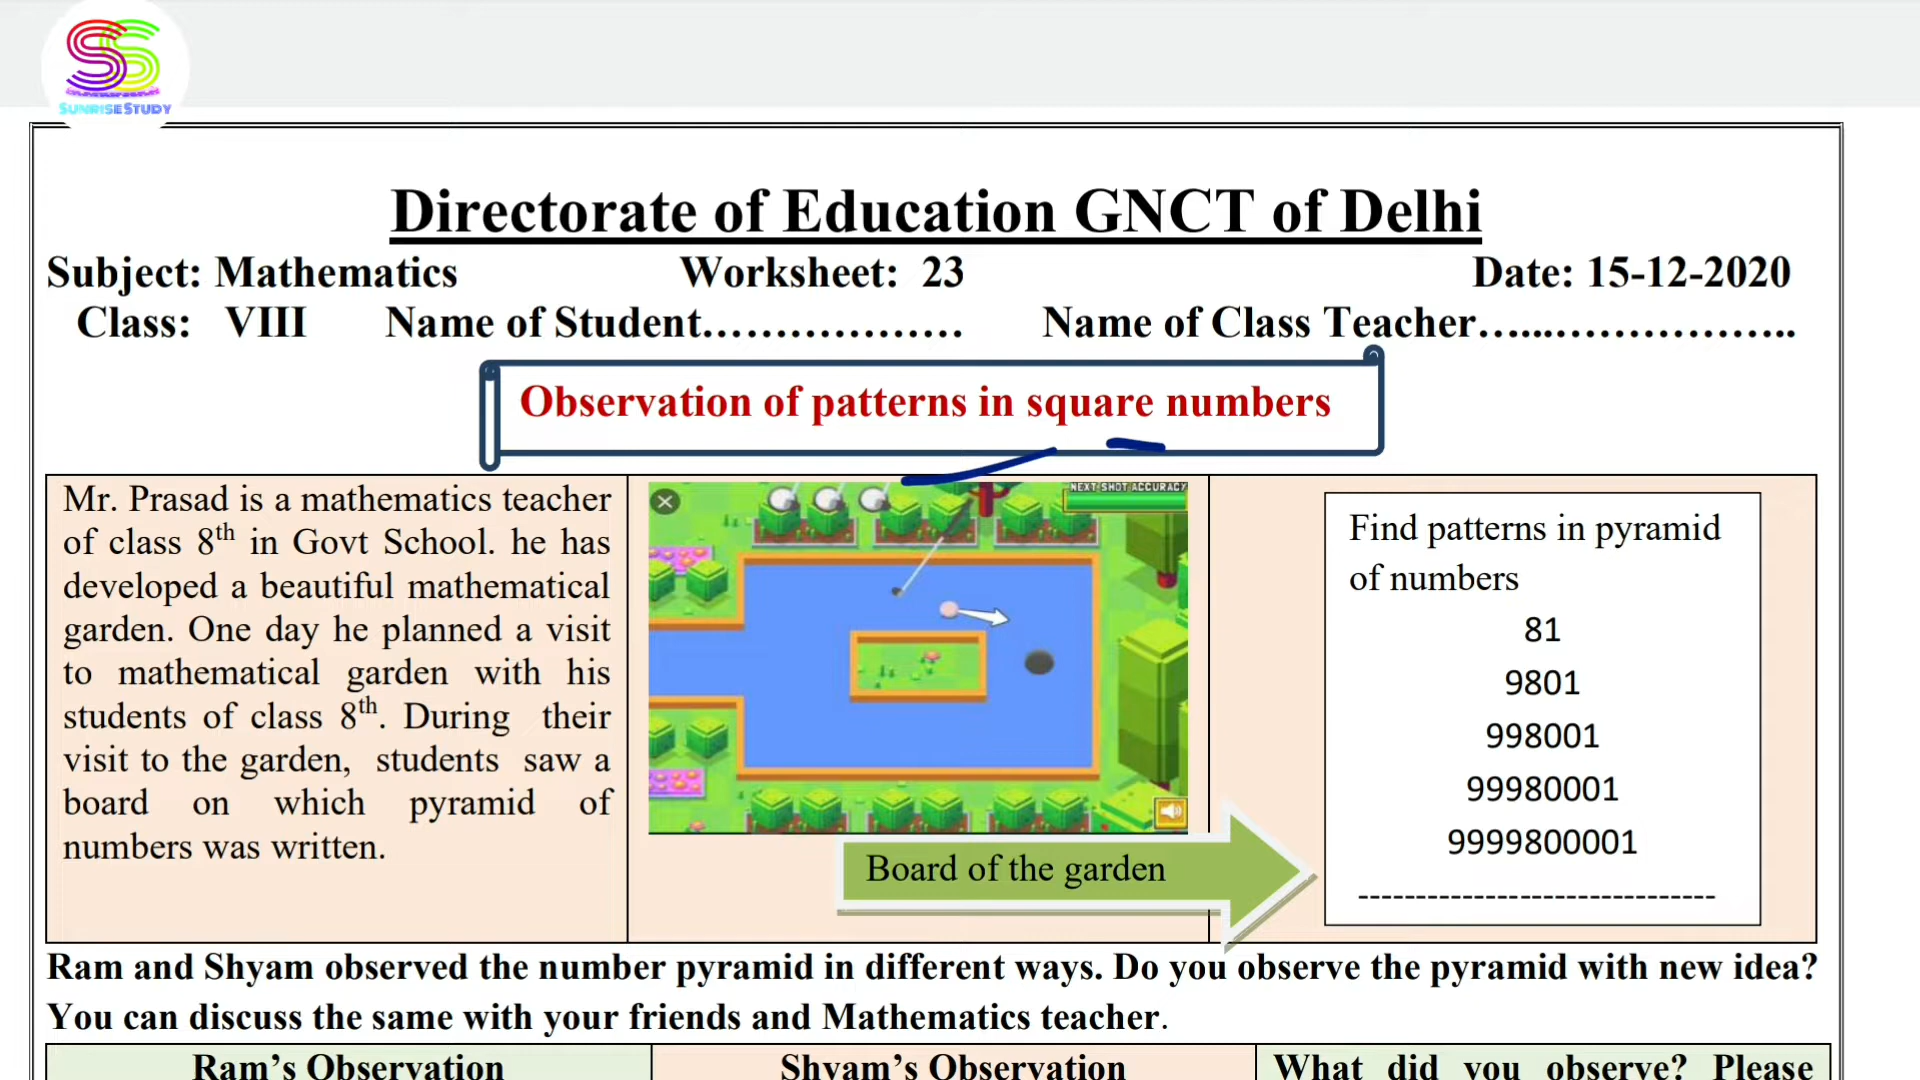 SS
SUNRISESTUDY
Directorate of Education GNCT of Delhi
Subject: Mathematics Worksheet: 23 Date: 15-12-2020
Class: VIII Name of Student.……………… Name of Class Teacher…...……………..
Observation of patterns in square numbers
Mr. Prasad is a mathematics teacher
of class 8th in Govt School. he has
developed a beautiful mathematical
garden. One day he planned a visit
to mathematical garden with his
students of class 8th. During their
visit to the garden, students saw a
board on which pyramid of
numbers was written.
NEXT SHOT ACCURACY
Board of the garden
Find patterns in pyramid
of numbers
81
9801
998001
99980001
9999800001
-------------------------------
Ram and Shyam observed the number pyramid in different ways. Do you observe the pyramid with new idea?
You can discuss the same with your friends and Mathematics teacher.
Ram's Observation Shyam's Observation What did you observe? Please